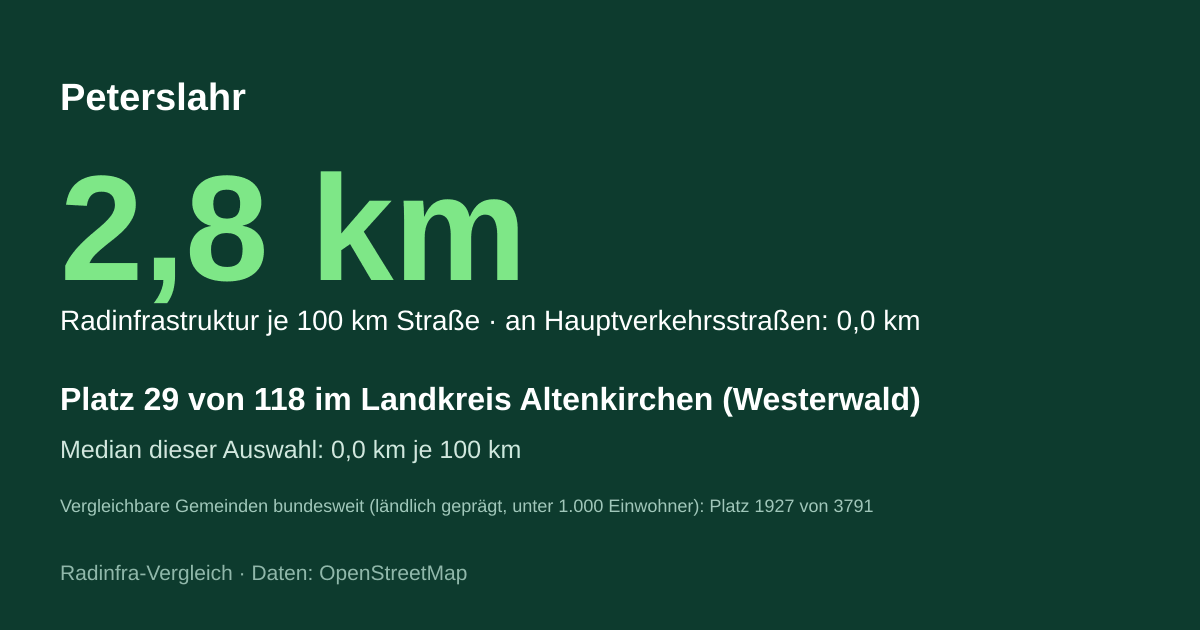 Peterslahr
2,8 km
Radinfrastruktur je 100 km Straße · an Hauptverkehrsstraßen: 0,0 km
Platz 29 von 118 im Landkreis Altenkirchen (Westerwald)
Median dieser Auswahl: 0,0 km je 100 km
Vergleichbare Gemeinden bundesweit (ländlich geprägt, unter 1.000 Einwohner): Platz 1927 von 3791
Radinfra-Vergleich · Daten: OpenStreetMap